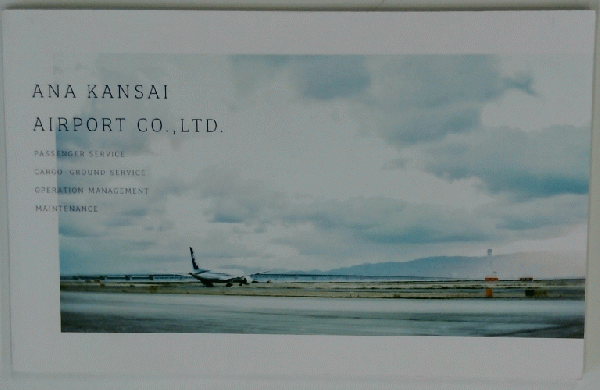 ANA KANSAI
AIRPORT CO.,LTD.
PASSENGER SERVICE
CARGO･GROUND SERVICE
OPERATION MANAGEMENT
MAINTENANCE